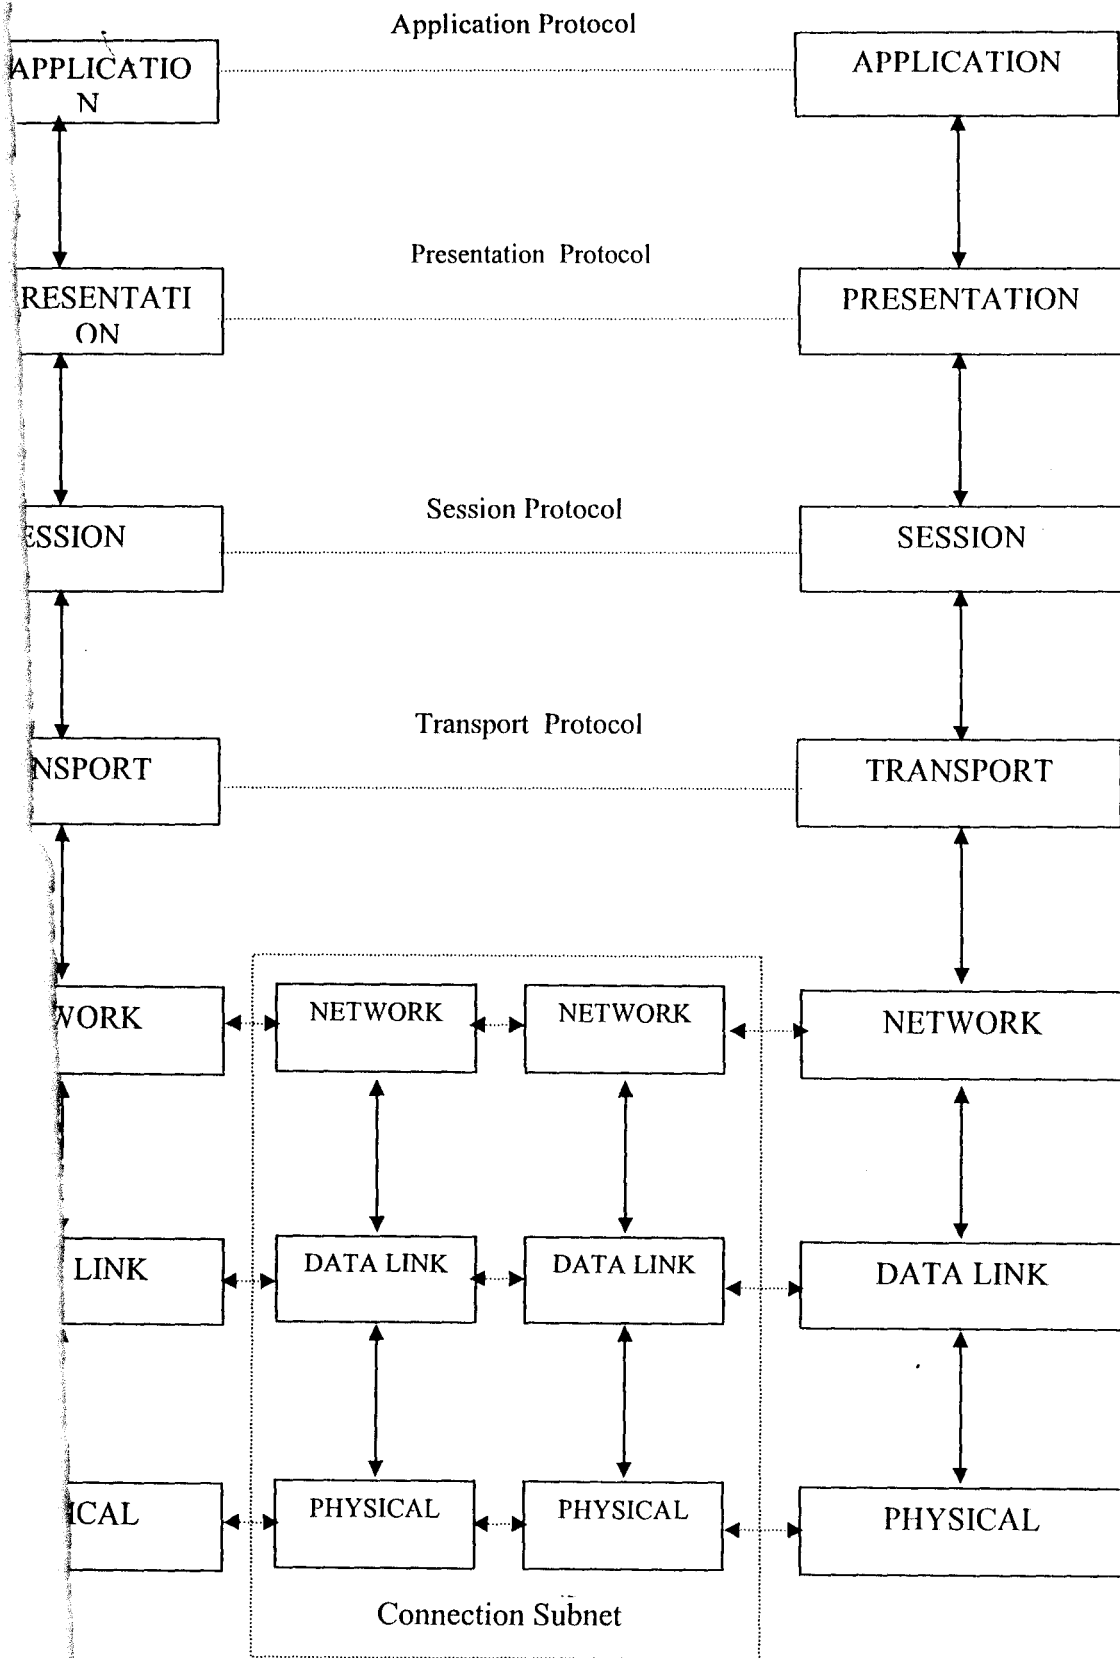 Application Protocol
APPLICATIO
N
APPLICATION
Presentation Protocol
RESENTATI
ON
PRESENTATION
Session Protocol
ESSION
SESSION
Transport Protocol
NSPORT
TRANSPORT
WORK
NETWORK
NETWORK
NETWORK
LINK
DATA LINK
DATA LINK
DATA LINK
ICAL
PHYSICAL
PHYSICAL
PHYSICAL
Connection Subnet